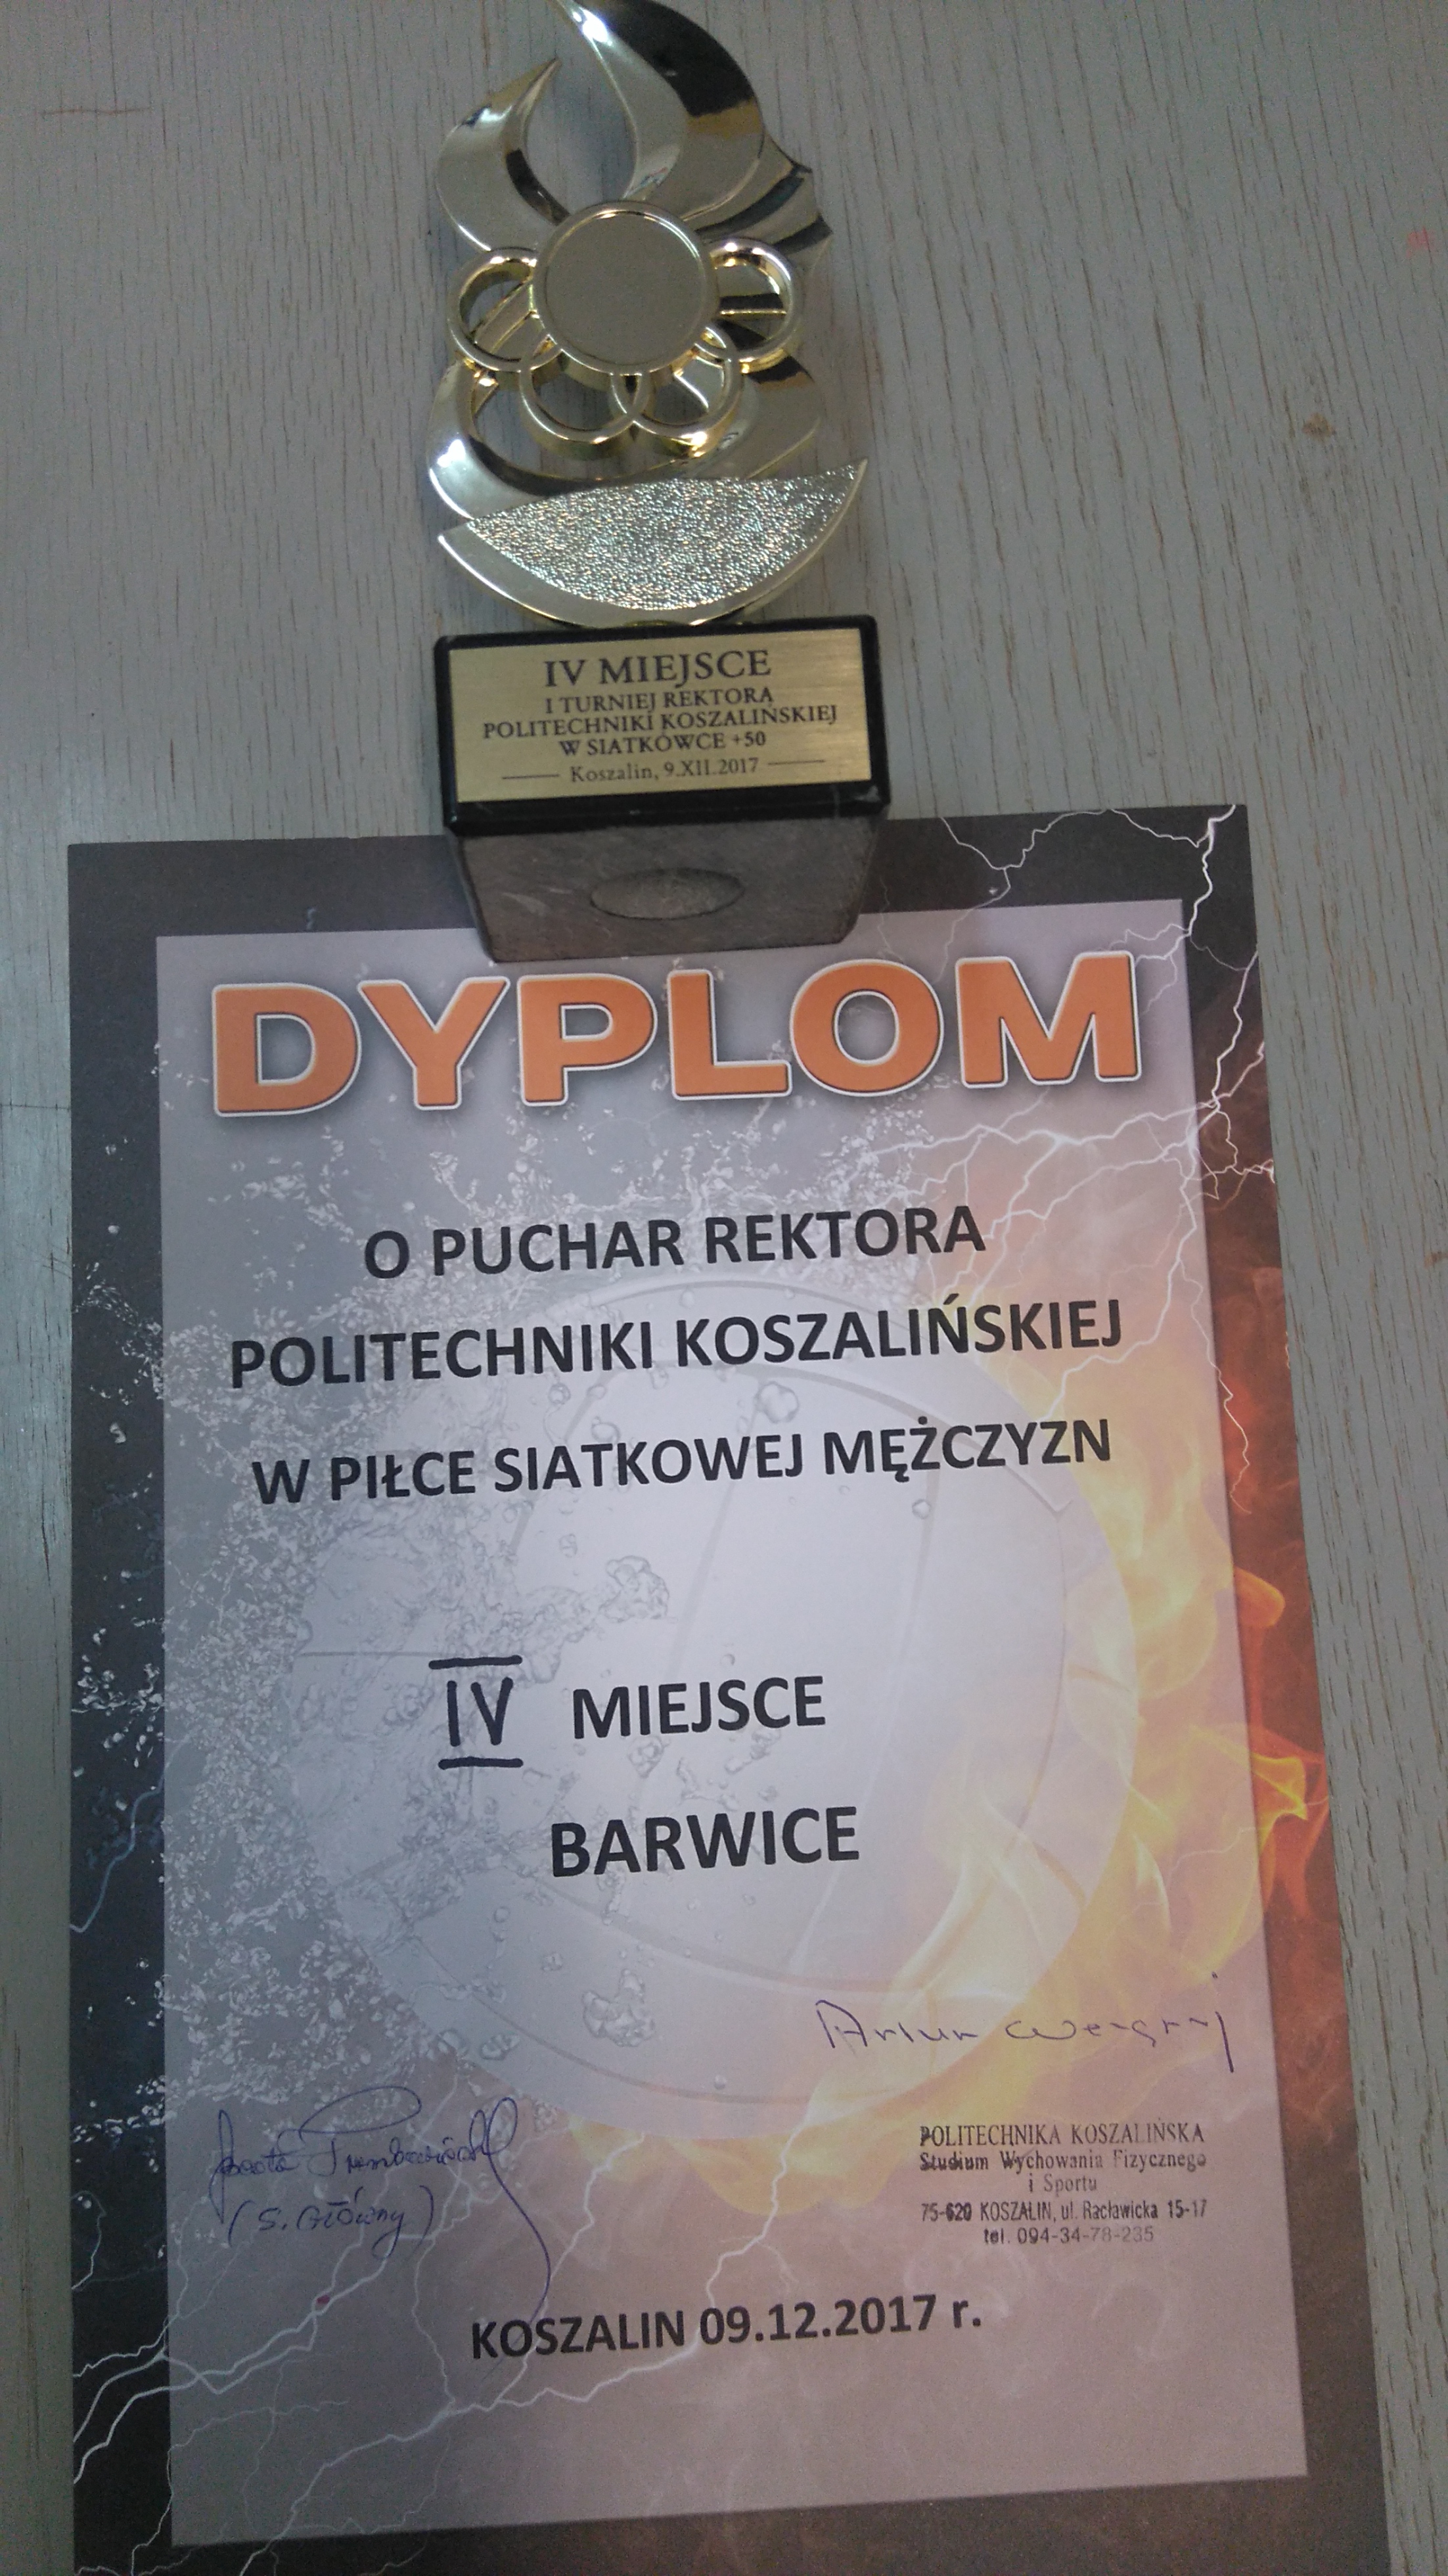 IV MIEJSCE
I TURNIEJ REKTORA
POLITECHNIKI KOSZALIŃSKIEJ
W SIATKÓWCE +50
Koszalin, 9.XII.2017
DYPLOM
O PUCHAR REKTORA
POLITECHNIKI KOSZALIŃSKIEJ
W PIŁCE SIATKOWEJ MĘŻCZYZN
IV MIEJSCE
BARWICE
Artur
(S. Główny)
POLITECHNIKA KOSZALIŃSKA
Studium Wychowania Fizycznego
i Sportu
75-620 KOSZALIN, ul. Racławicka 15-17
tel. 094-34-78-235
KOSZALIN 09.12.2017 r.